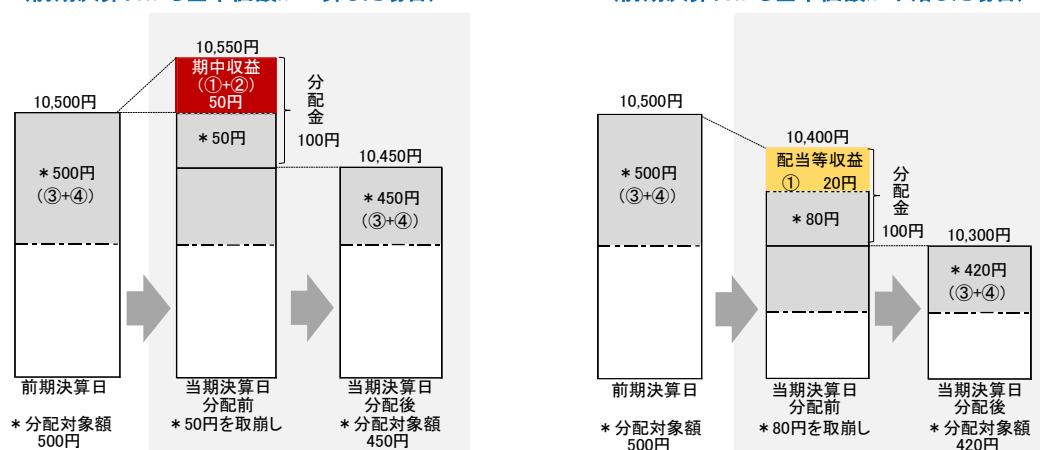 10,550円
期中収益
（①+②）
50円
分配金
100円
10,500円
＊500円
（③+④）
＊50円
10,450円
＊450円
（③+④）
前期決算日
当期決算日
分配前
当期決算日
分配後
＊分配対象額
500円
＊50円を取崩し
＊分配対象額
450円
10,500円
＊500円
（③+④）
10,400円
配当等収益
① 20円
＊80円
分配金
100円
10,300円
＊420円
（③+④）
前期決算日
当期決算日
分配前
当期決算日
分配後
＊分配対象額
500円
＊80円を取崩し
＊分配対象額
420円